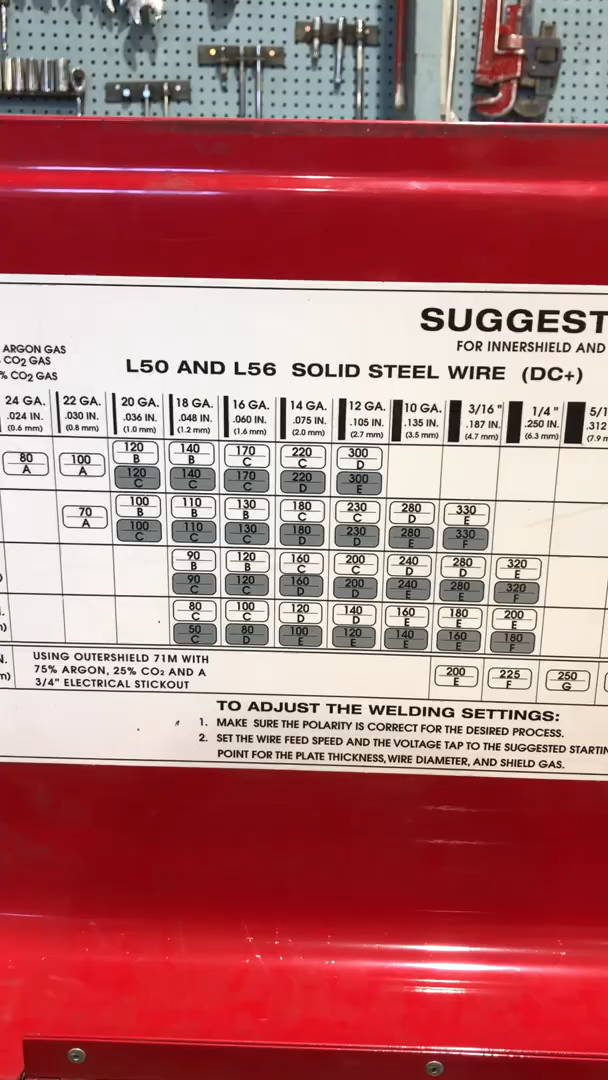 SUGGEST
FOR INNERSHIELD AND
ARGON GAS
CO2 GAS
% CO2 GAS
L50 AND L56 SOLID STEEL WIRE (DC+)
24 GA. 22 GA. 20 GA. 18 GA. 16 GA. 14 GA. 12 GA. 10 GA. 3/16 " 1/4 " 5/1
.024 IN. .030 IN. .036 IN. .048 IN. .060 IN. .075 IN. .105 IN. .135 IN. .187 IN. .250 IN. .312
(0.6 mm) (0.8 mm) (1.0 mm) (1.2 mm) (1.6 mm) (2.0 mm) (2.7 mm) (3.5 mm) (4.7 mm) (6.3 mm) (7.9 m
80 100 120 140 170 220 300
A A B B C C D
120 140 170 220 300
C C C D E
70 100 110 130 180 230 280 330
A B B B C C D E
100 110 130 180 230 280 330
C C C D D E F
90 120 160 200 240 280 320
B B C C D D E
90 120 160 200 240 280 320
C C D D E E F
80 100 120 140 160 180 200
C C D D E E E
50 80 100 120 140 160 180
C D E E E E F
USING OUTERSHIELD 71M WITH
75% ARGON, 25% CO2 AND A
3/4" ELECTRICAL STICKOUT
200 225 250
E F G
TO ADJUST THE WELDING SETTINGS:
1. MAKE SURE THE POLARITY IS CORRECT FOR THE DESIRED PROCESS.
2. SET THE WIRE FEED SPEED AND THE VOLTAGE TAP TO THE SUGGESTED STARTIN
POINT FOR THE PLATE THICKNESS, WIRE DIAMETER, AND SHIELD GAS.